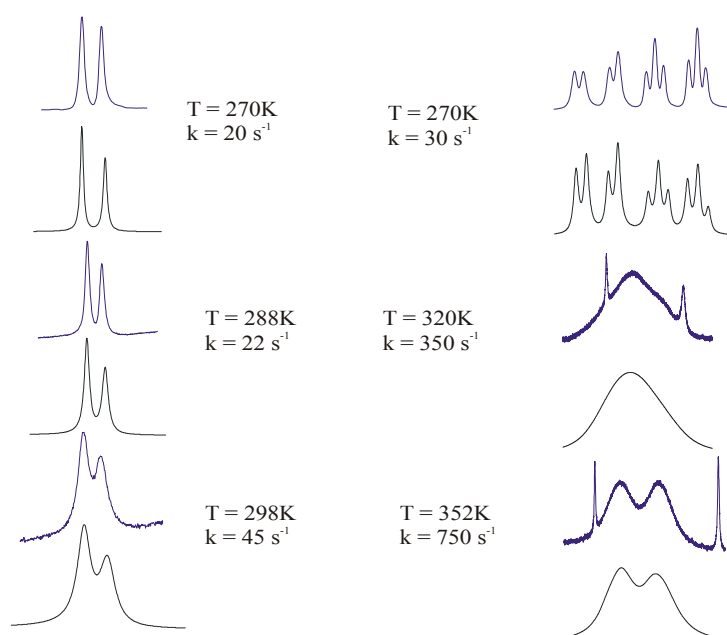 T = 270K
k = 20 s⁻¹
T = 270K
k = 30 s⁻¹
T = 288K
k = 22 s⁻¹
T = 320K
k = 350 s⁻¹
T = 298K
k = 45 s⁻¹
T = 352K
k = 750 s⁻¹